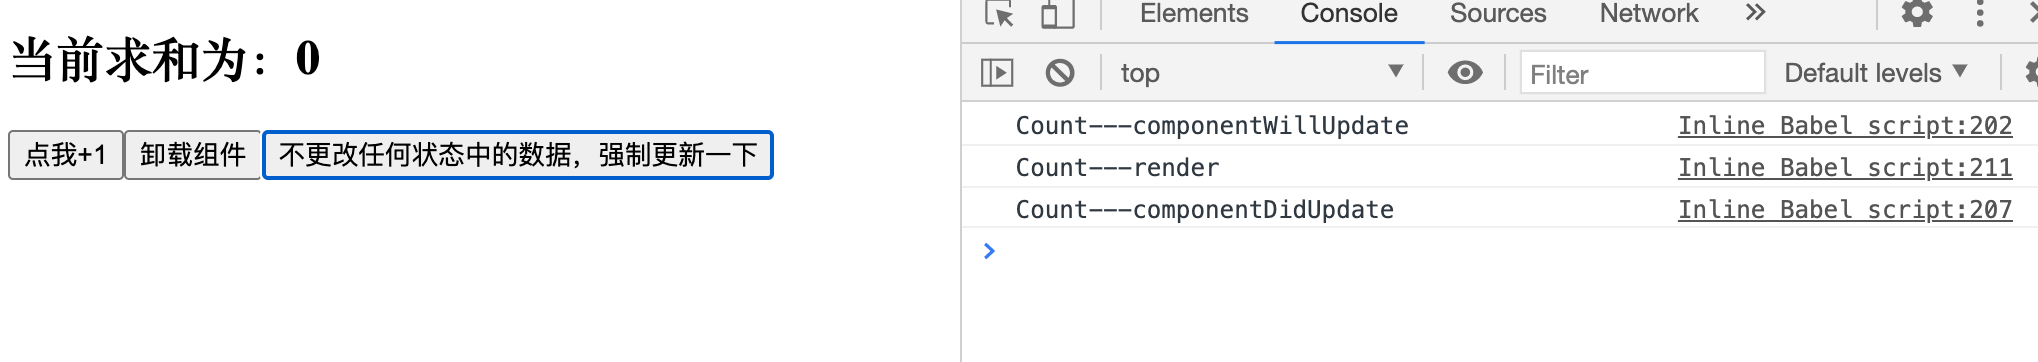 当前求和为：0
点我+1 卸载组件 不更改任何状态中的数据，强制更新一下
Elements Console Sources Network »
top Filter Default levels
Count---componentWillUpdate Inline Babel script:202
Count---render Inline Babel script:211
Count---componentDidUpdate Inline Babel script:207